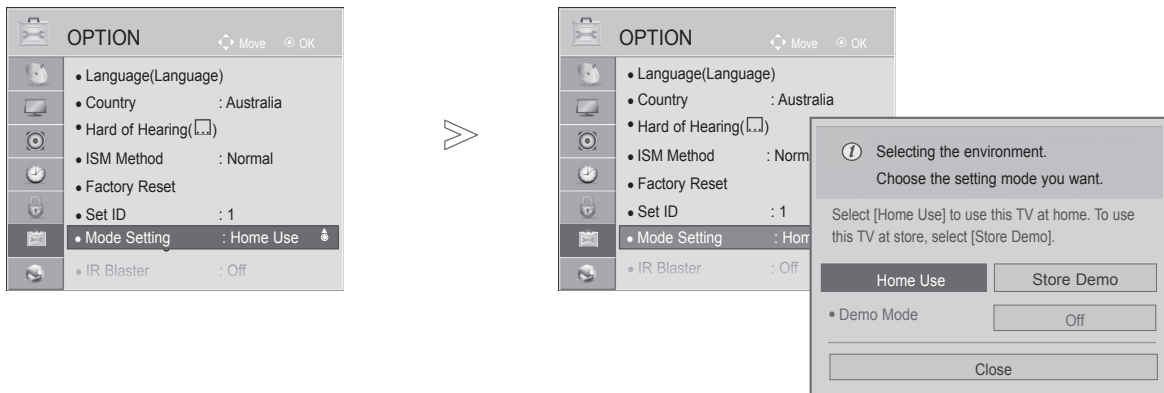 OPTION
Move OK
• Language(Language)
• Country : Australia
• Hard of Hearing( )
• ISM Method : Normal
• Factory Reset
• Set ID : 1
• Mode Setting : Home Use
• IR Blaster : Off
OPTION
Move OK
• Language(Language)
• Country : Australia
• Hard of Hearing( )
• ISM Method : Norm
• Factory Reset
• Set ID : 1
• Mode Setting : Hom
• IR Blaster : Off
i Selecting the environment.
Choose the setting mode you want.
Select [Home Use] to use this TV at home. To use
this TV at store, select [Store Demo].
Home Use Store Demo
• Demo Mode Off
Close